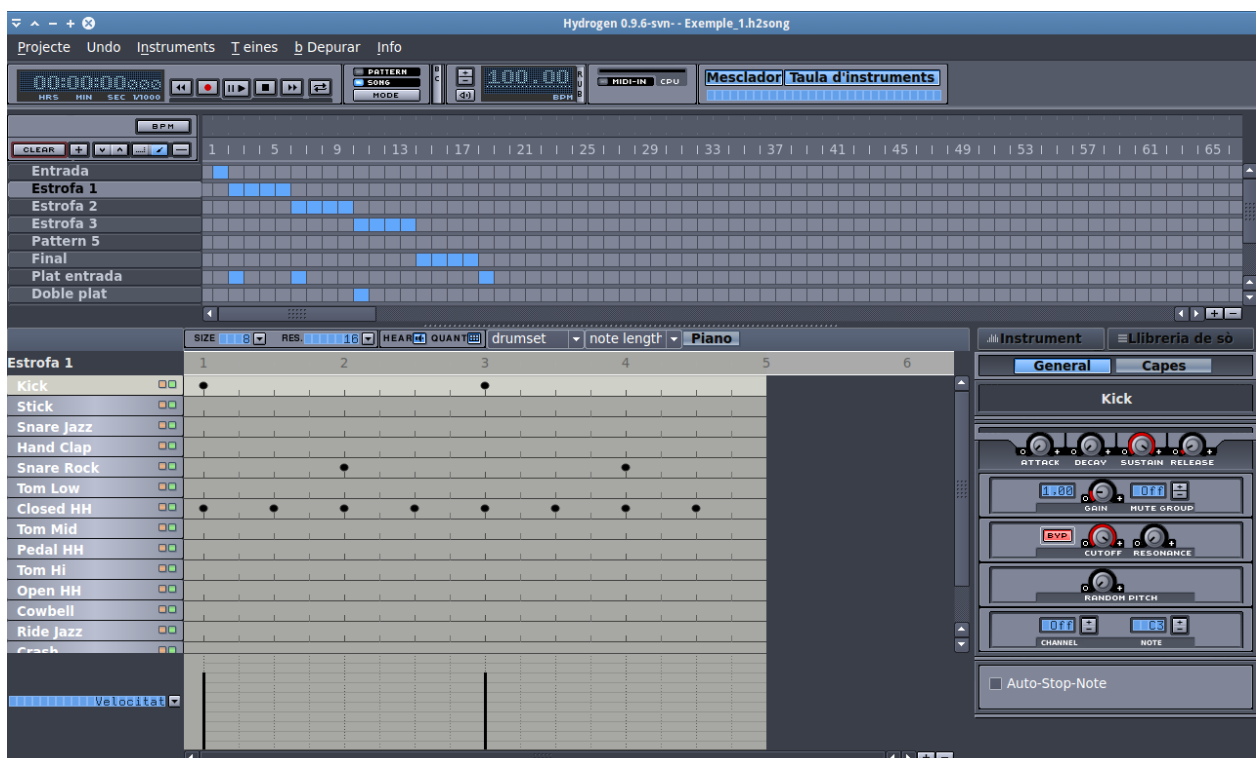 Hydrogen 0.9.6-svn- - Exemple_1.h2song
Projecte Undo Instruments Teines b Depurar Info
00:00:00000
HRS MIN SEC 1/1000
PATTERN
SONG
MODE
B C
100.00
BPM
R U B
MIDI-IN CPU
Mesclador Taula d'instruments
BPM
CLEAR
1 5 9 13 17 21 25 29 33 37 41 45 49 53 57 61 65
Entrada
Estrofa 1
Estrofa 2
Estrofa 3
Pattern 5
Final
Plat entrada
Doble plat
SIZE 8 RES. 16 HEAR QUANT drumset note length Piano
Instrument Llibreria de sò
Estrofa 1
1 2 3 4 5 6
General Capes
Kick
Kick
Stick
Snare Jazz
Hand Clap
Snare Rock
Tom Low
Closed HH
Tom Mid
Pedal HH
Tom Hi
Open HH
Cowbell
Ride Jazz
Crash
ATTACK DECAY SUSTAIN RELEASE
1.00 Off
GAIN MUTE GROUP
BYP
CUTOFF RESONANCE
RANDOM PITCH
Off C3
CHANNEL NOTE
Auto-Stop-Note
Velocitat